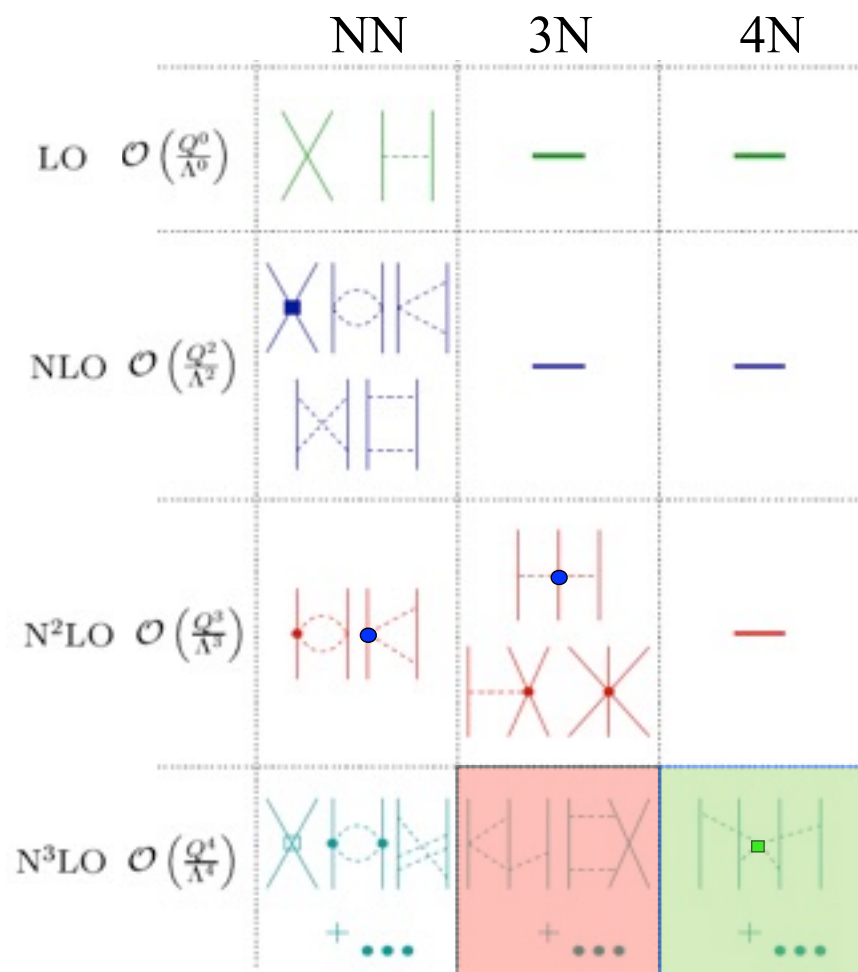 NN 3N 4N
LO 𝒪(Q⁰/Λ⁰)
NLO 𝒪(Q²/Λ²)
N²LO 𝒪(Q³/Λ³)
N³LO 𝒪(Q⁴/Λ⁴)
+ ••• + ••• + •••